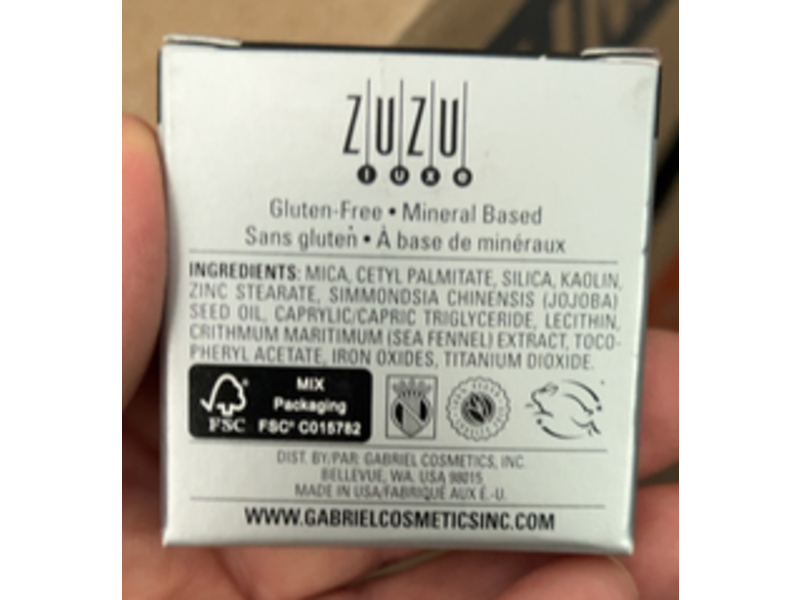 ZUZU
luxe
Gluten-Free • Mineral Based
Sans gluten • À base de minéraux
INGREDIENTS: MICA, CETYL PALMITATE, SILICA, KAOLIN,
ZINC STEARATE, SIMMONDSIA CHINENSIS (JOJOBA)
SEED OIL, CAPRYLIC/CAPRIC TRIGLYCERIDE, LECITHIN,
CRITHMUM MARITIMUM (SEA FENNEL) EXTRACT, TOCO-
PHERYL ACETATE, IRON OXIDES, TITANIUM DIOXIDE.
MIX
Packaging
FSC® C015782
FSC
N
DIST. BY/PAR: GABRIEL COSMETICS, INC.
BELLEVUE, WA. USA 98015
MADE IN USA/FABRIQUÉ AUX É.-U.
WWW.GABRIELCOSMETICSINC.COM